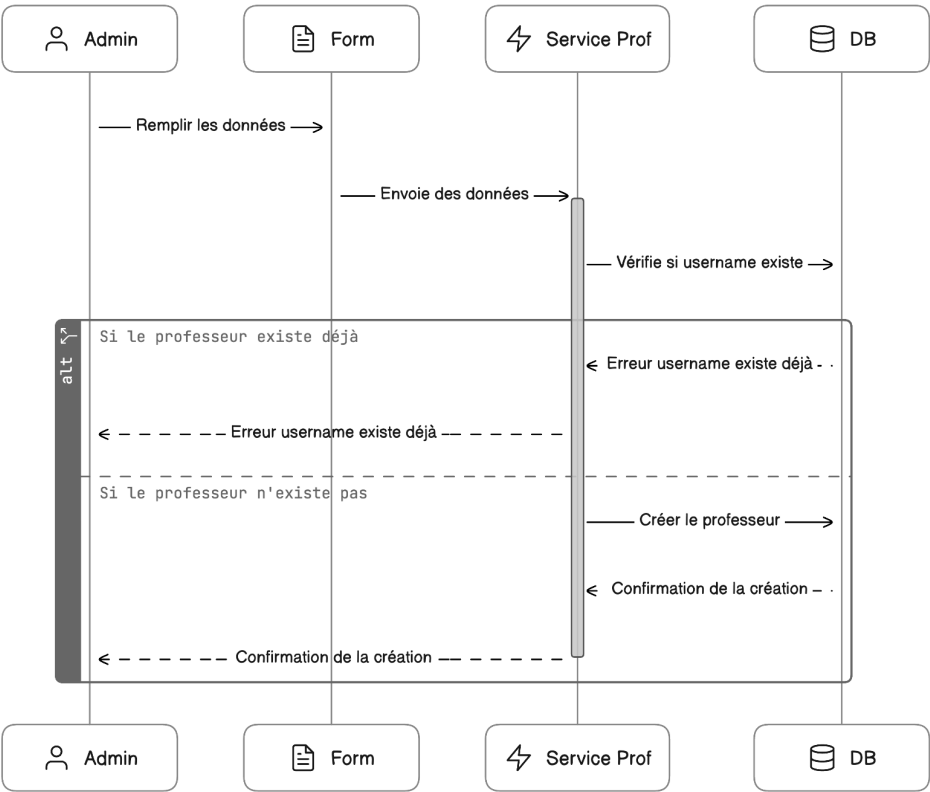 Admin
Form
Service Prof
DB
Remplir les données
Envoie des données
Vérifie si username existe
alt
Si le professeur existe déjà
Erreur username existe déjà
Erreur username existe déjà
Si le professeur n'existe pas
Créer le professeur
Confirmation de la création
Confirmation de la création
Admin
Form
Service Prof
DB